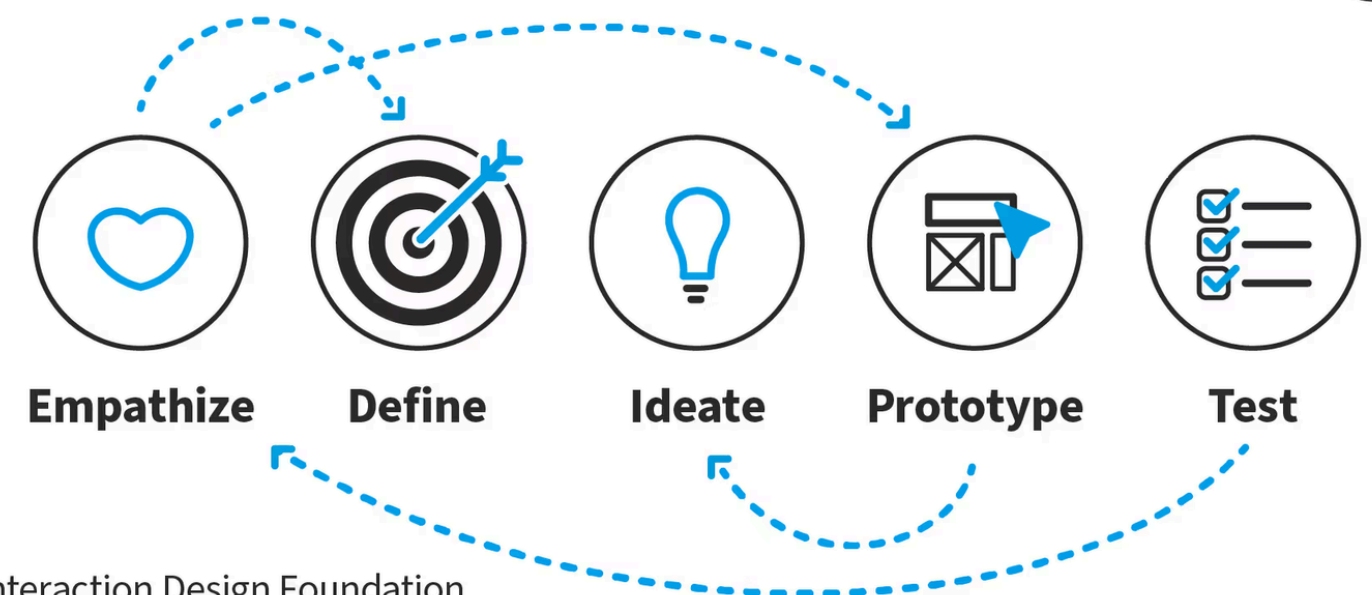 Empathize
Define
Ideate
Prototype
Test
nteraction Design Foundation